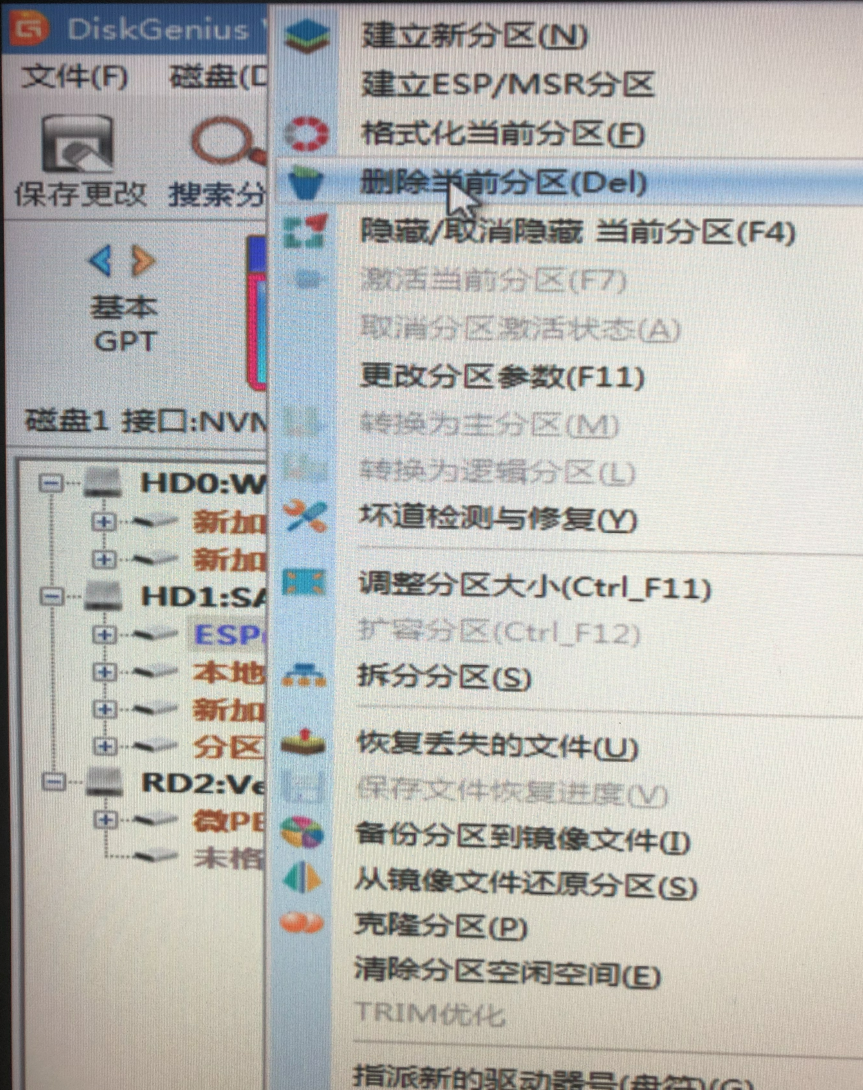 DiskGenius
文件(F) 磁盘(D
保存更改 搜索分
基本
GPT
磁盘1 接口:NVM
HD0:W
新加
新加
HD1:SA
ESP(
本地
新加
分区
RD2:Ve
微PE
未格
建立新分区(N)
建立ESP/MSR分区
格式化当前分区(F)
删除当前分区(Del)
隐藏/取消隐藏 当前分区(F4)
激活当前分区(F7)
取消分区激活状态(A)
更改分区参数(F11)
转换为主分区(M)
转换为逻辑分区(L)
坏道检测与修复(Y)
调整分区大小(Ctrl_F11)
扩容分区(Ctrl_F12)
拆分分区(S)
恢复丢失的文件(U)
保存文件恢复进度(V)
备份分区到镜像文件(I)
从镜像文件还原分区(S)
克隆分区(P)
清除分区空闲空间(E)
TRIM优化
指派新的驱动器号(盘符)(G)